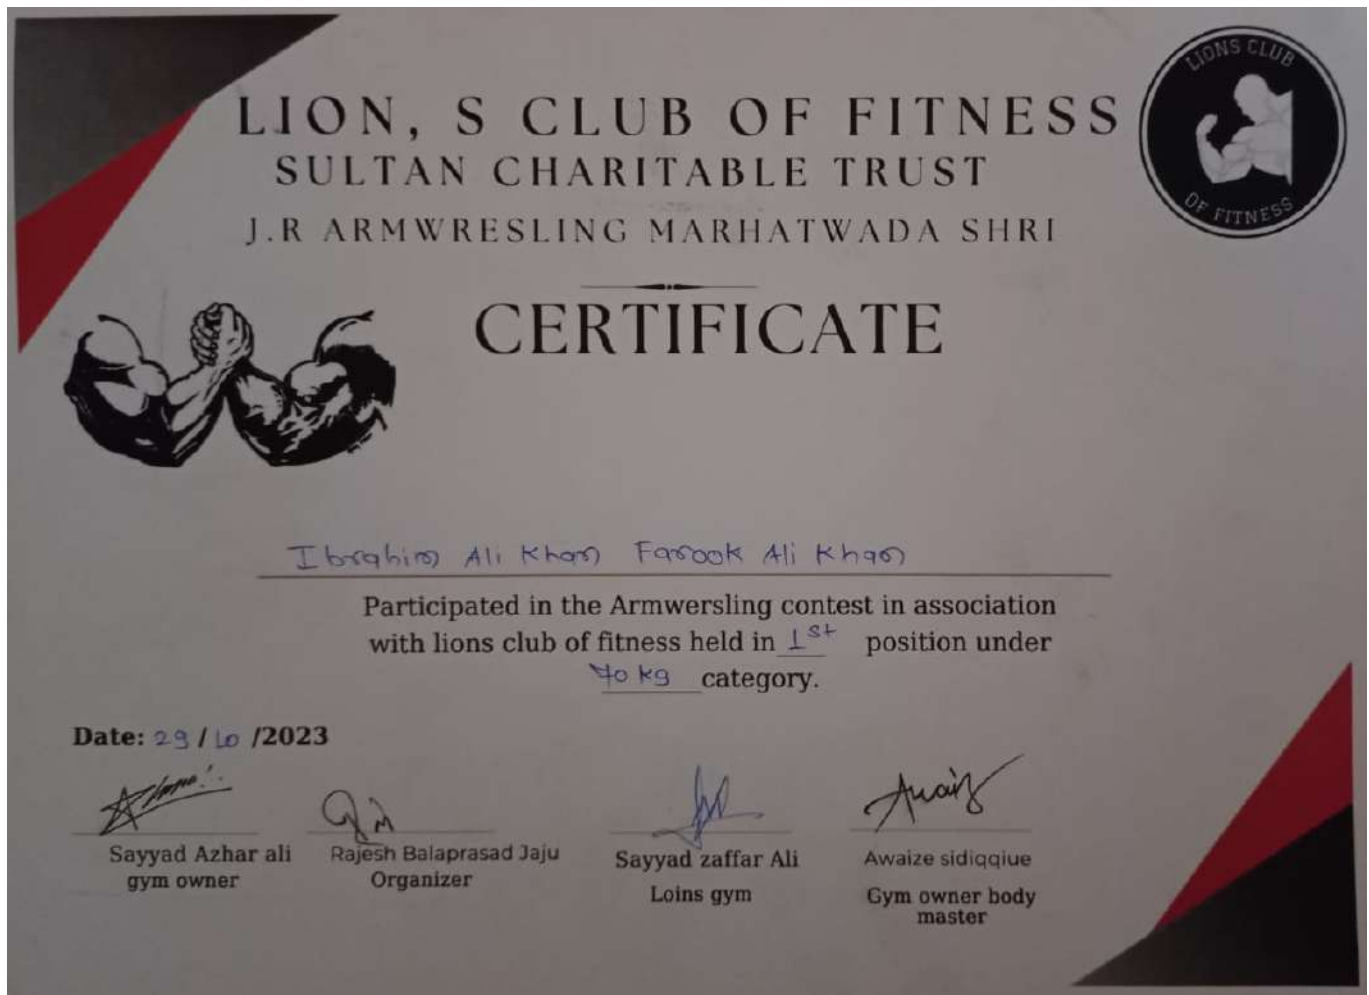 LIONS CLUB
OF FITNESS
LION, S CLUB OF FITNESS
SULTAN CHARITABLE TRUST
J.R ARMWRESLING MARHATWADA SHRI
CERTIFICATE
Ibrahim Ali Khan Farook Ali Khan
Participated in the Armwersling contest in association
with lions club of fitness held in 1st position under
70 kg category.
Date: 29/10/2023
Awaiz
Sayyad Azhar ali
gym owner
Rajesh Balaprasad Jaju
Organizer
Sayyad zaffar Ali
Loins gym
Awaize sidiqqiue
Gym owner body
master